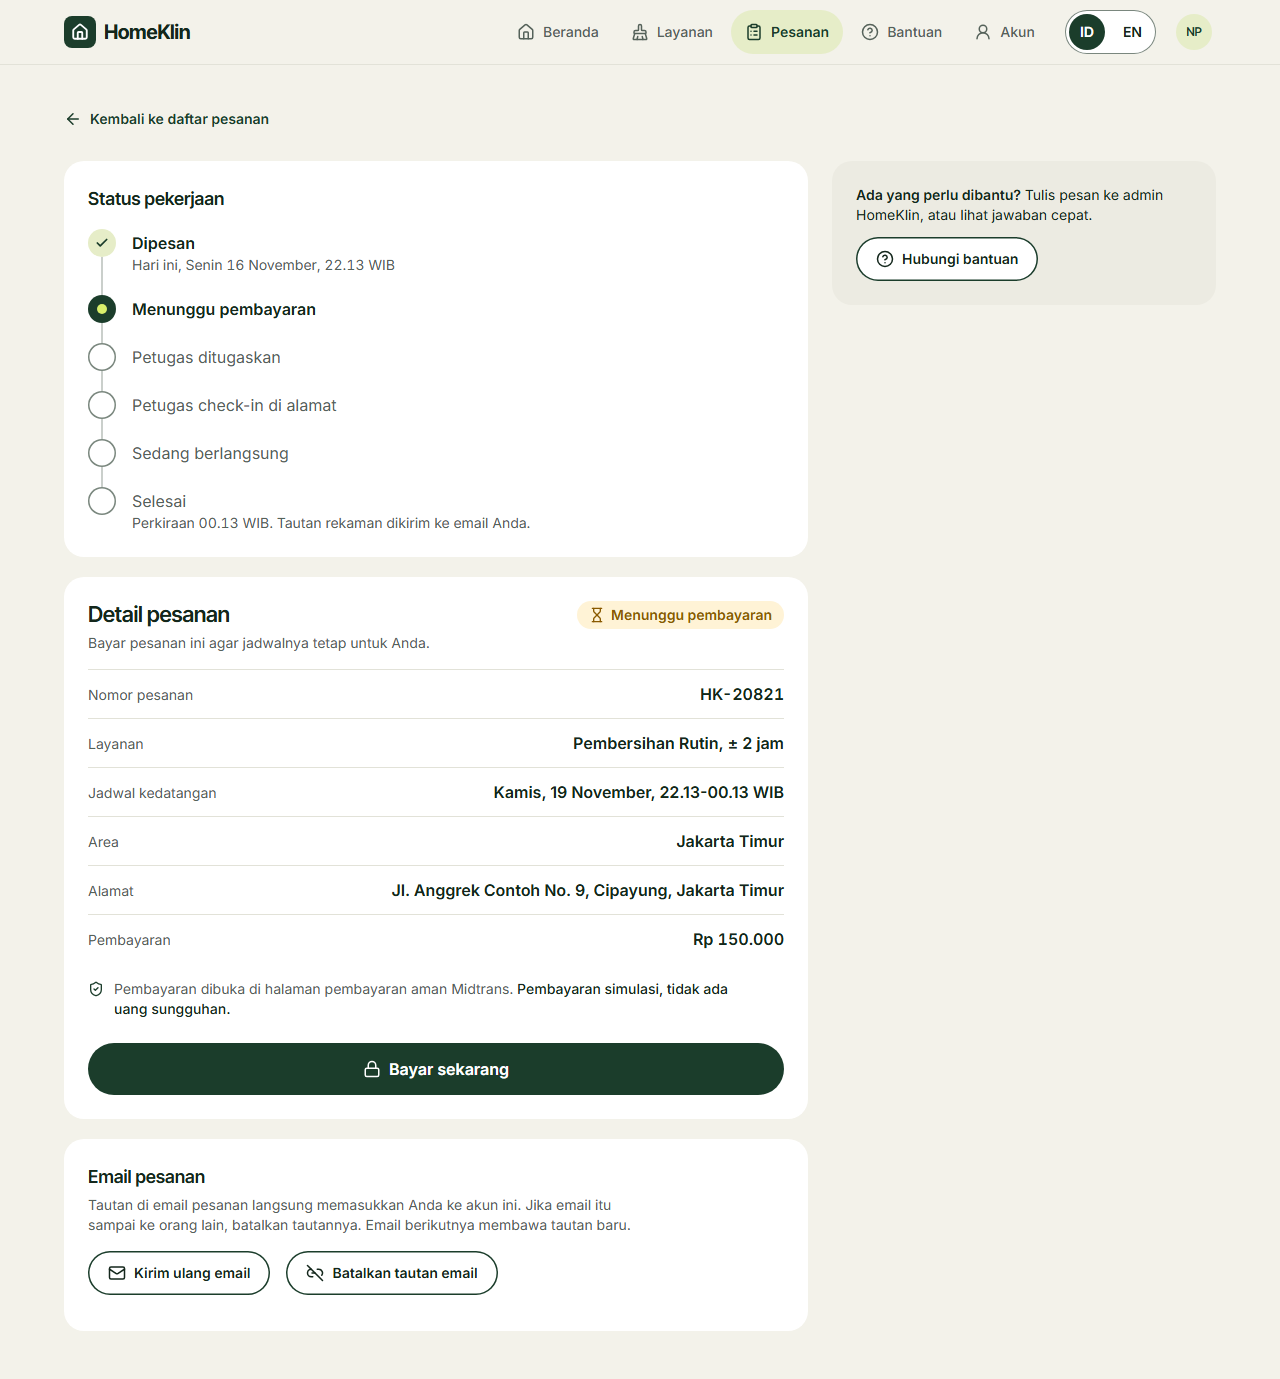 HomeKlin
Beranda
Layanan
Pesanan
Bantuan
Akun
ID
EN
NP
Kembali ke daftar pesanan
Status pekerjaan
Dipesan
Hari ini, Senin 16 November, 22.13 WIB
Menunggu pembayaran
Petugas ditugaskan
Petugas check-in di alamat
Sedang berlangsung
Selesai
Perkiraan 00.13 WIB. Tautan rekaman dikirim ke email Anda.
Ada yang perlu dibantu? Tulis pesan ke admin
HomeKlin, atau lihat jawaban cepat.
Hubungi bantuan
Detail pesanan
Menunggu pembayaran
Bayar pesanan ini agar jadwalnya tetap untuk Anda.
Nomor pesanan
HK-20821
Layanan
Pembersihan Rutin, ± 2 jam
Jadwal kedatangan
Kamis, 19 November, 22.13-00.13 WIB
Area
Jakarta Timur
Alamat
Jl. Anggrek Contoh No. 9, Cipayung, Jakarta Timur
Pembayaran
Rp 150.000
Pembayaran dibuka di halaman pembayaran aman Midtrans. Pembayaran simulasi, tidak ada
uang sungguhan.
Bayar sekarang
Email pesanan
Tautan di email pesanan langsung memasukkan Anda ke akun ini. Jika email itu
sampai ke orang lain, batalkan tautannya. Email berikutnya membawa tautan baru.
Kirim ulang email
Batalkan tautan email